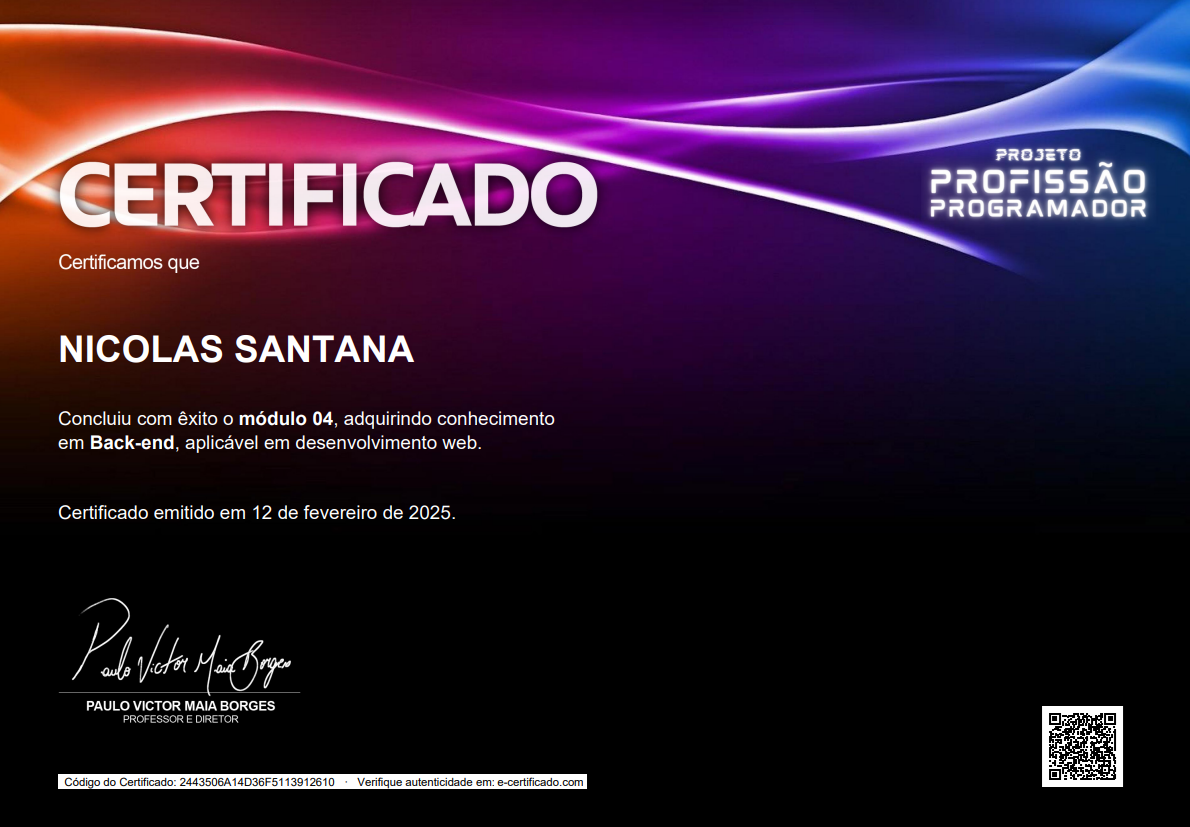 CERTIFICADO
PROJETO
PROFISSÃO
PROGRAMADOR
Certificamos que
NICOLAS SANTANA
Concluiu com êxito o módulo 04, adquirindo conhecimento
em Back-end, aplicável em desenvolvimento web.
Certificado emitido em 12 de fevereiro de 2025.
Paulo Victor Maia Borges
PAULO VICTOR MAIA BORGES
PROFESSOR E DIRETOR
Código do Certificado: 2443506A14D36F5113912610 · Verifique autenticidade em: e-certificado.com